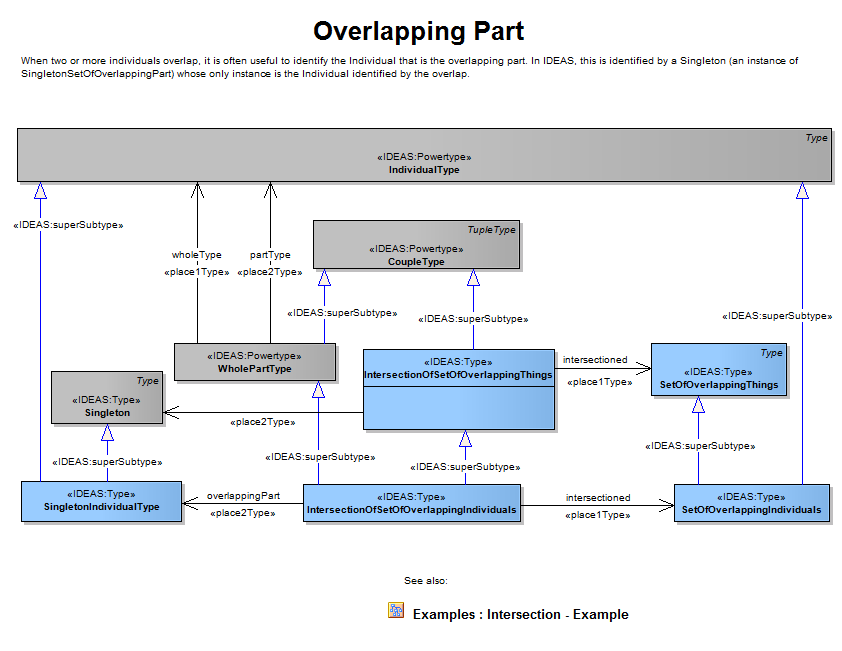 Overlapping Part
When two or more individuals overlap, it is often useful to identify the Individual that is the overlapping part. In IDEAS, this is identified by a Singleton (an instance of
SingletonSetOfOverlappingPart) whose only instance is the Individual identified by the overlap.
Type
«IDEAS:Powertype»
IndividualType
«IDEAS:superSubtype»
TupleType
«IDEAS:Powertype»
CoupleType
wholeType
«place1Type»
partType
«place2Type»
«IDEAS:superSubtype»
«IDEAS:superSubtype»
«IDEAS:superSubtype»
«IDEAS:Powertype»
WholePartType
«IDEAS:Type»
IntersectionOfSetOfOverlappingThings
intersectioned
«place1Type»
Type
«IDEAS:Type»
SetOfOverlappingThings
Type
«IDEAS:Type»
Singleton
«place2Type»
«IDEAS:superSubtype»
«IDEAS:superSubtype»
«IDEAS:superSubtype»
«IDEAS:superSubtype»
«IDEAS:Type»
SingletonIndividualType
overlappingPart
«place2Type»
«IDEAS:Type»
IntersectionOfSetOfOverlappingIndividuals
intersectioned
«place1Type»
«IDEAS:Type»
SetOfOverlappingIndividuals
See also:
Examples : Intersection - Example